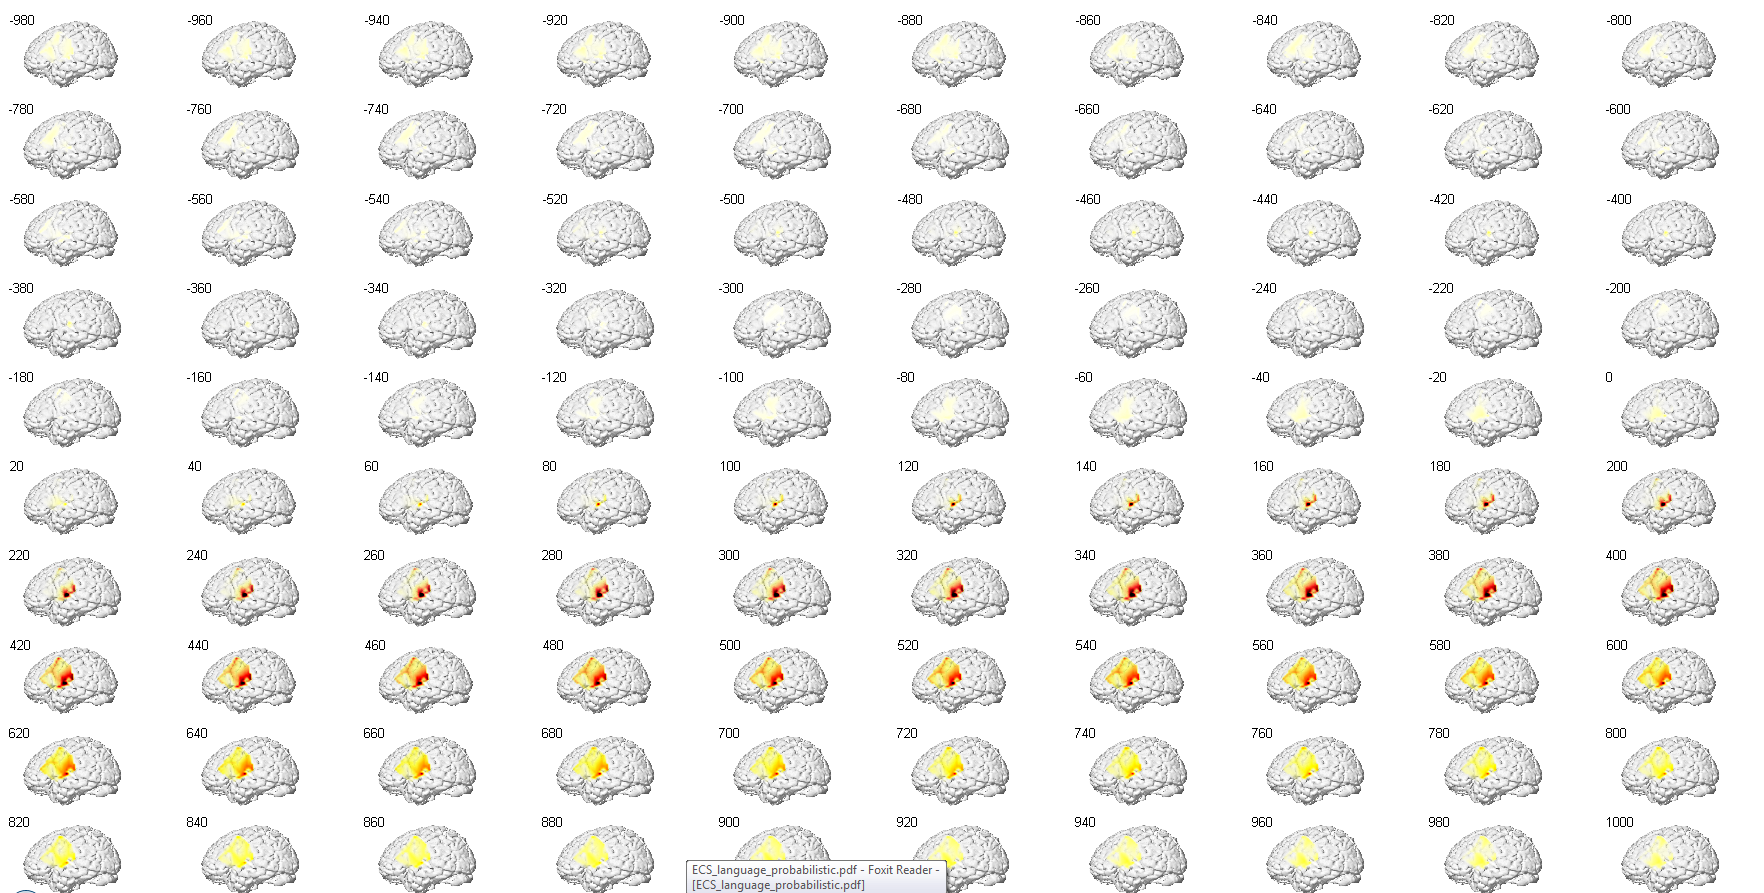 -980 -960 -940 -920 -900 -880 -860 -840 -820 -800
-780 -760 -740 -720 -700 -680 -660 -640 -620 -600
-580 -560 -540 -520 -500 -480 -460 -440 -420 -400
-380 -360 -340 -320 -300 -280 -260 -240 -220 -200
-180 -160 -140 -120 -100 -80 -60 -40 -20 0
20 40 60 80 100 120 140 160 180 200
220 240 260 280 300 320 340 360 380 400
420 440 460 480 500 520 540 560 580 600
620 640 660 680 700 720 740 760 780 800
820 840 860 880 900 920 940 960 980 1000
ECS_language_probabilistic.pdf - Foxit Reader -
[ECS_language_probabilistic.pdf]